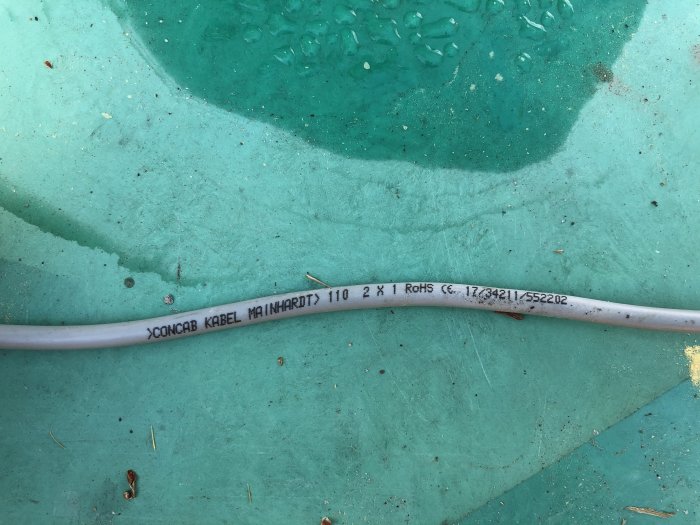 >CONCAB KABEL MAINHARDT> 110 2 X 1 RoHS CE 17/34211/552202